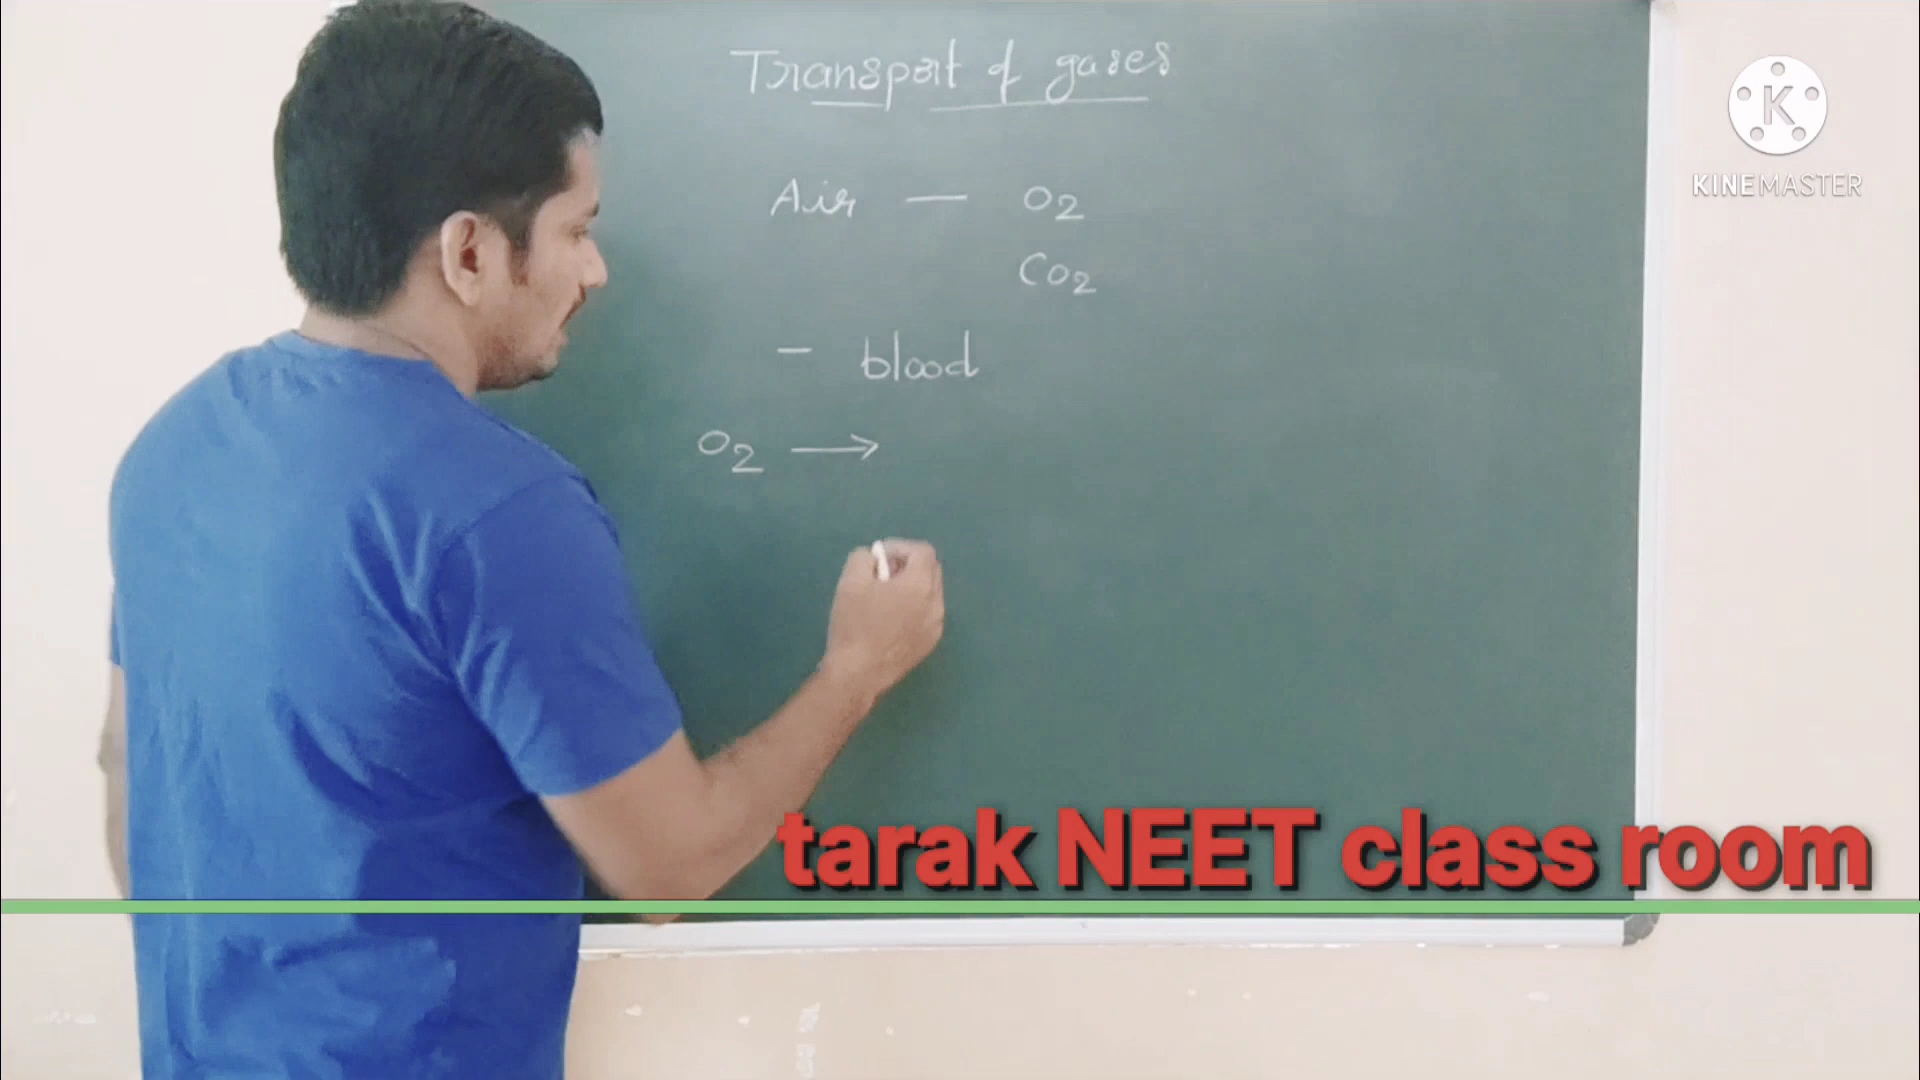 Transport of gases
Air — O2
CO2
– blood
O2 →
K
KINEMASTER
tarak NEET class room